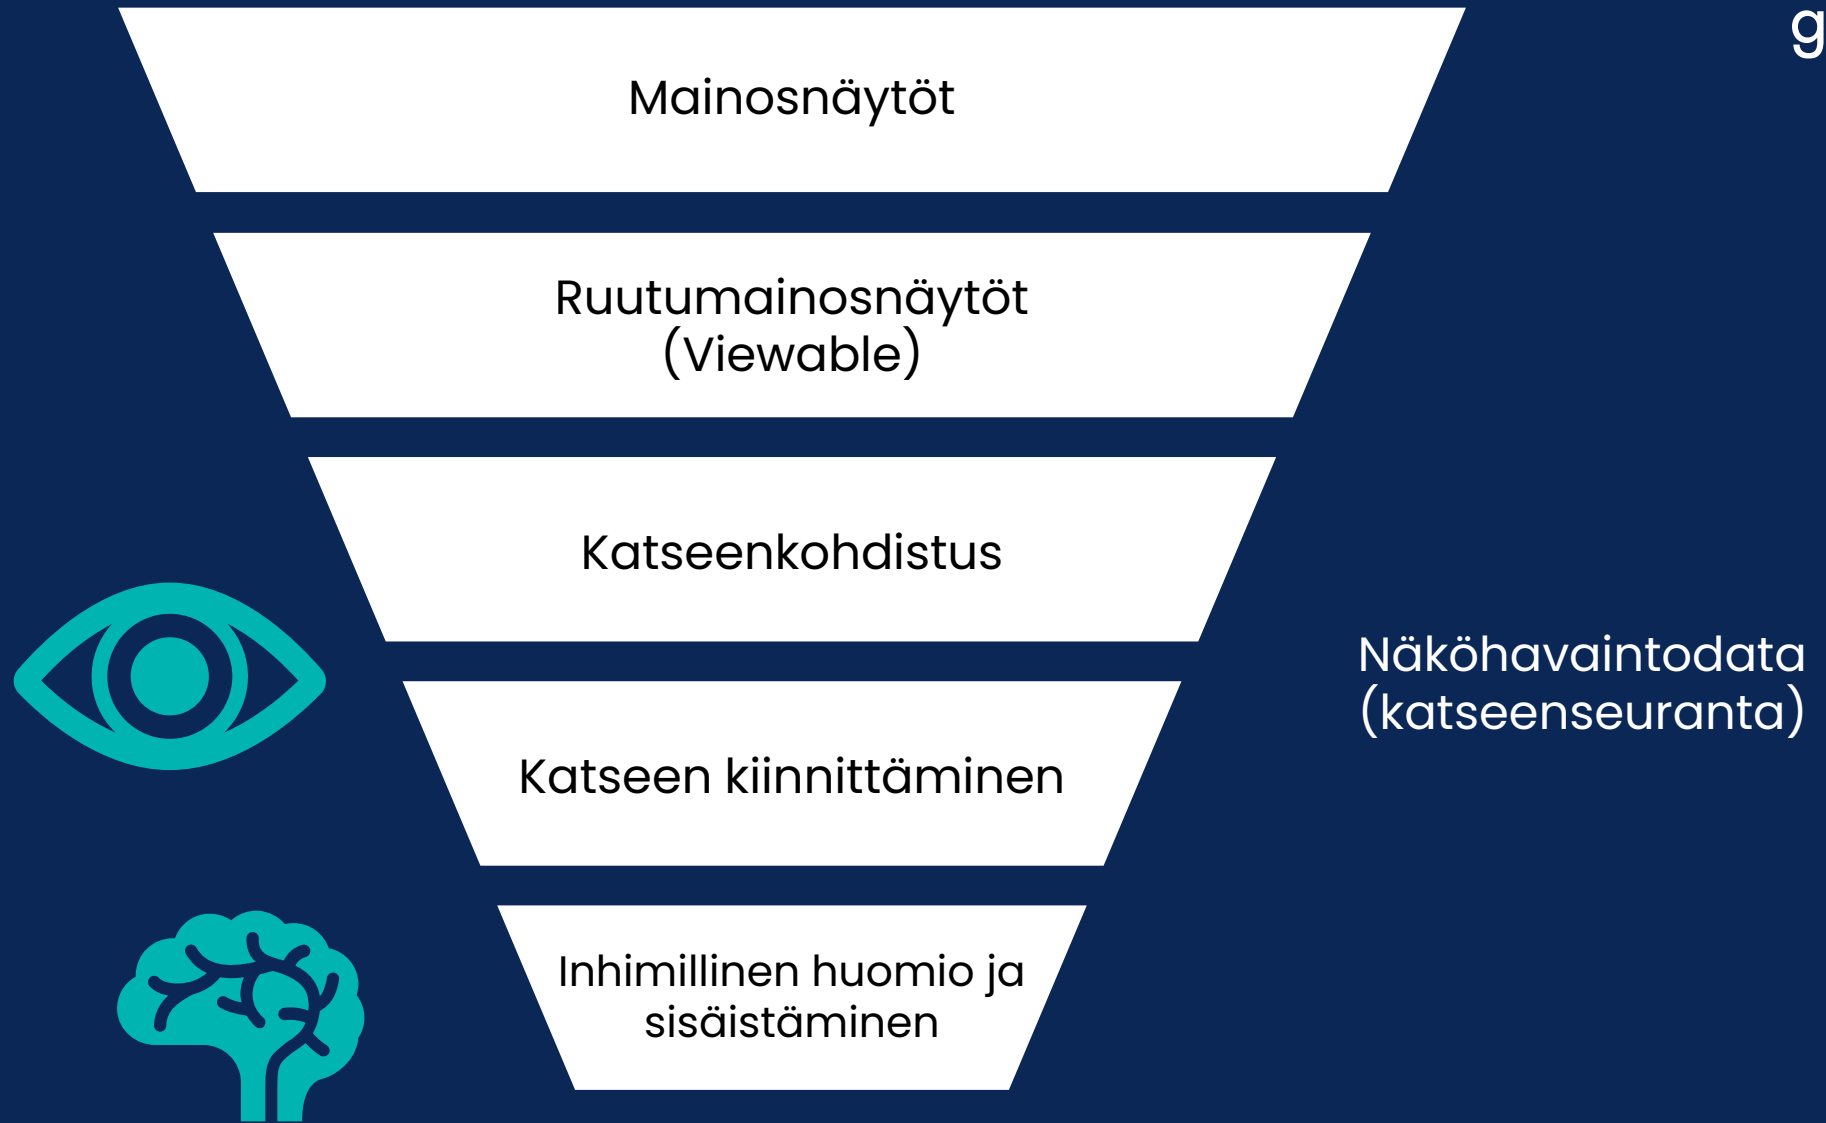 g
Mainosnäytöt
Ruutumainosnäytöt
(Viewable)
Katseenkohdistus
Näköhavaintodata
(katseenseuranta)
Katseen kiinnittäminen
Inhimillinen huomio ja
sisäistäminen